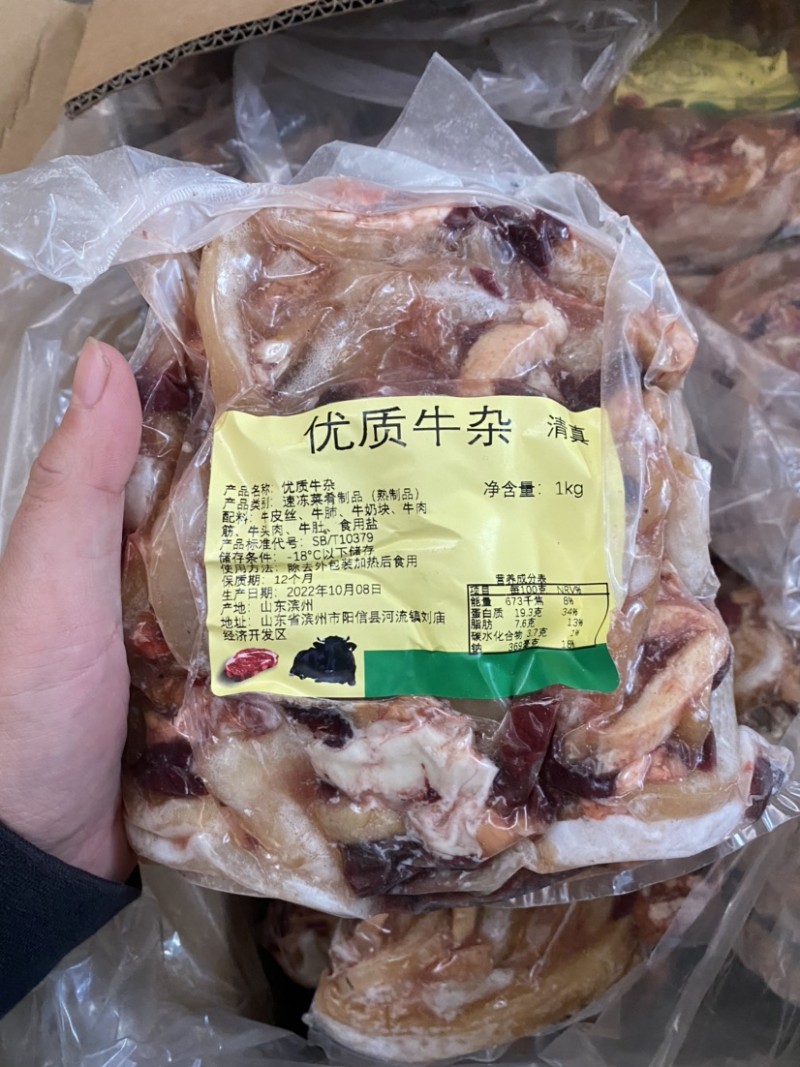 优质牛杂 清真
净含量: 1kg
产品名称: 优质牛杂
产品类别: 速冻菜肴制品 (熟制品)
配料: 牛皮丝、牛肺、牛奶块、牛肉
筋、牛头肉、牛肚、食用盐
产品标准代号: SB/T10379
储存条件: -18°C以下储存
使用方法: 除去外包装加热后食用
保质期: 12个月
生产日期: 2022年10月08日
产地: 山东滨州
地址: 山东省滨州市阳信县河流镇刘庙
经济开发区
营养成分表
项目 每100克 NRV%
能量 673千焦 8%
蛋白质 19.3克 34%
脂肪 7.6克 13%
碳水化合物 3.7克 1%
钠 368毫克 18%